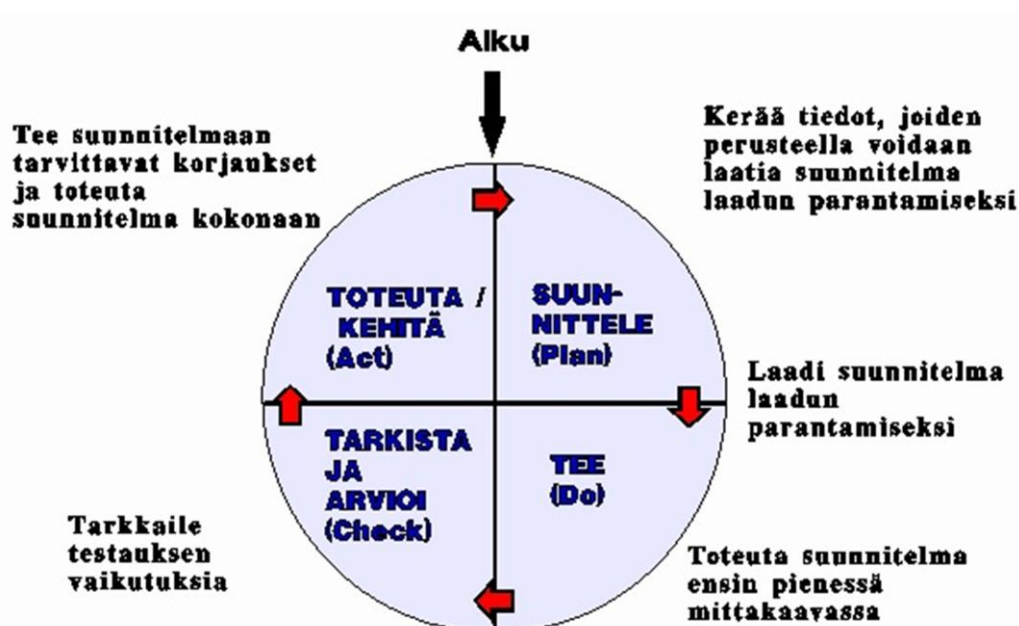 Alku
Kerää tiedot, joiden
perusteella voidaan
laatia suunnitelma
laadun parantamiseksi
Tee suunnitelmaan
tarvittavat korjaukset
ja toteuta
suunnitelma kokonaan
TOTEUTA /
KEHITÄ
(Act)
SUUN-
NITTELE
(Plan)
Laadi suunnitelma
laadun
parantamiseksi
TARKISTA
JA
ARVIOI
(Check)
TEE
(Do)
Tarkkaile
testauksen
vaikutuksia
Toteuta suunnitelma
ensin pienessä
mittakaavassa